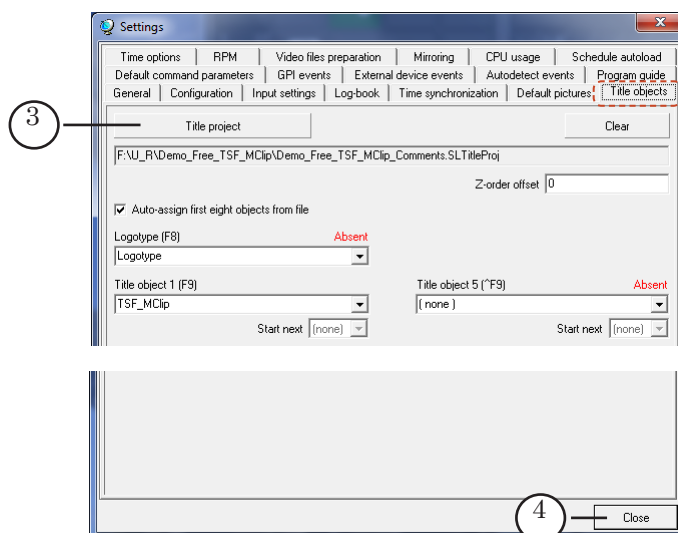 Settings
Time options RPM Video files preparation Mirroring CPU usage Schedule autoload
Default command parameters GPI events External device events Autodetect events Program guide
General Configuration Input settings Log-book Time synchronization Default pictures Title objects
3
Title project Clear
F:\U_R\Demo_Free_TSF_MClip\Demo_Free_TSF_MClip_Comments.SLTitleProj
Z-order offset 0
Auto-assign first eight objects from file
Logotype (F8) Absent
Logotype
Title object 1 (F9) Title object 5 (^F9) Absent
TSF_MClip ( none )
Start next (none) Start next (none)
4
Close